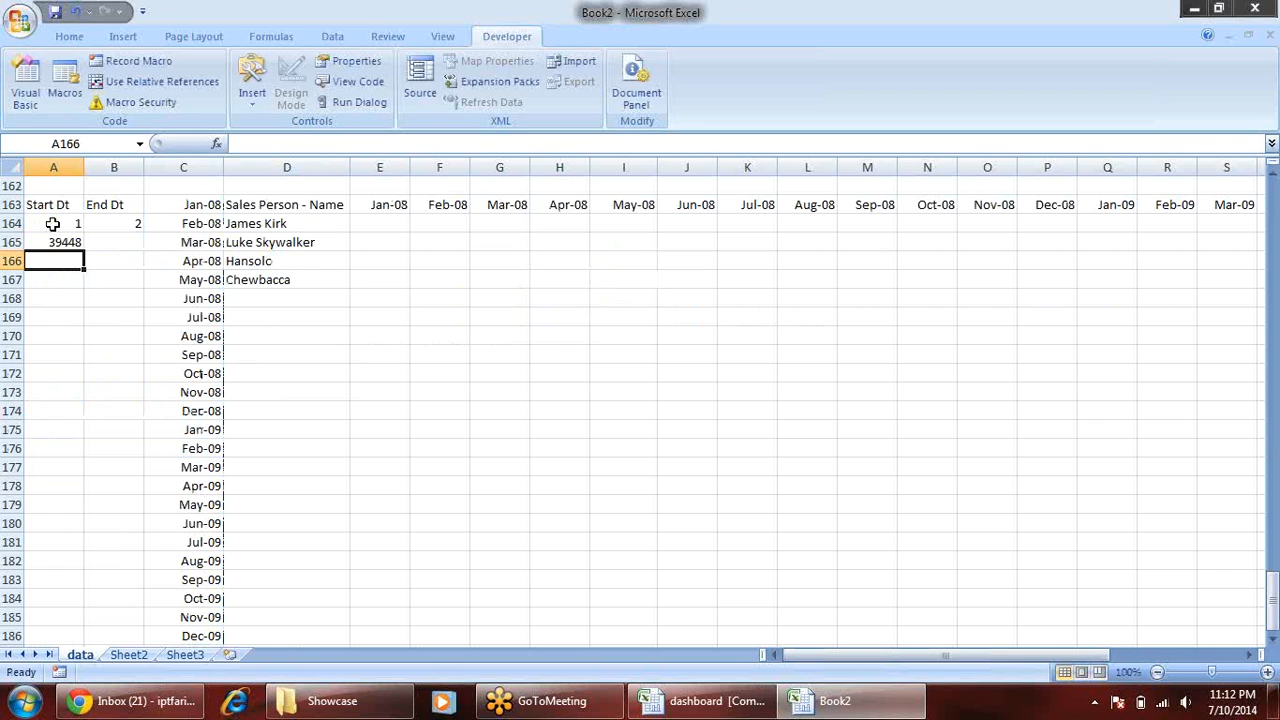 Book2 - Microsoft Excel
Home Insert Page Layout Formulas Data Review View Developer
Visual Basic
Macros
Record Macro
Use Relative References
Macro Security
Code
Insert
Design Mode
Properties
View Code
Run Dialog
Controls
Source
Map Properties
Expansion Packs
Refresh Data
Import
Export
XML
Document Panel
Modify
A166
fx
A B C D E F G H I J K L M N O P Q R S
162
163 Start Dt End Dt Jan-08 Sales Person - Name Jan-08 Feb-08 Mar-08 Apr-08 May-08 Jun-08 Jul-08 Aug-08 Sep-08 Oct-08 Nov-08 Dec-08 Jan-09 Feb-09 Mar-09
164 1 2 Feb-08 James Kirk
165 39448 Mar-08 Luke Skywalker
166 Apr-08 Hansolo
167 May-08 Chewbacca
168 Jun-08
169 Jul-08
170 Aug-08
171 Sep-08
172 Oct-08
173 Nov-08
174 Dec-08
175 Jan-09
176 Feb-09
177 Mar-09
178 Apr-09
179 May-09
180 Jun-09
181 Jul-09
182 Aug-09
183 Sep-09
184 Oct-09
185 Nov-09
186 Dec-09
data Sheet2 Sheet3
Ready 100%
Inbox (21) - iptfari...
Showcase
GoToMeeting
dashboard [Com...
Book2
11:12 PM
7/10/2014